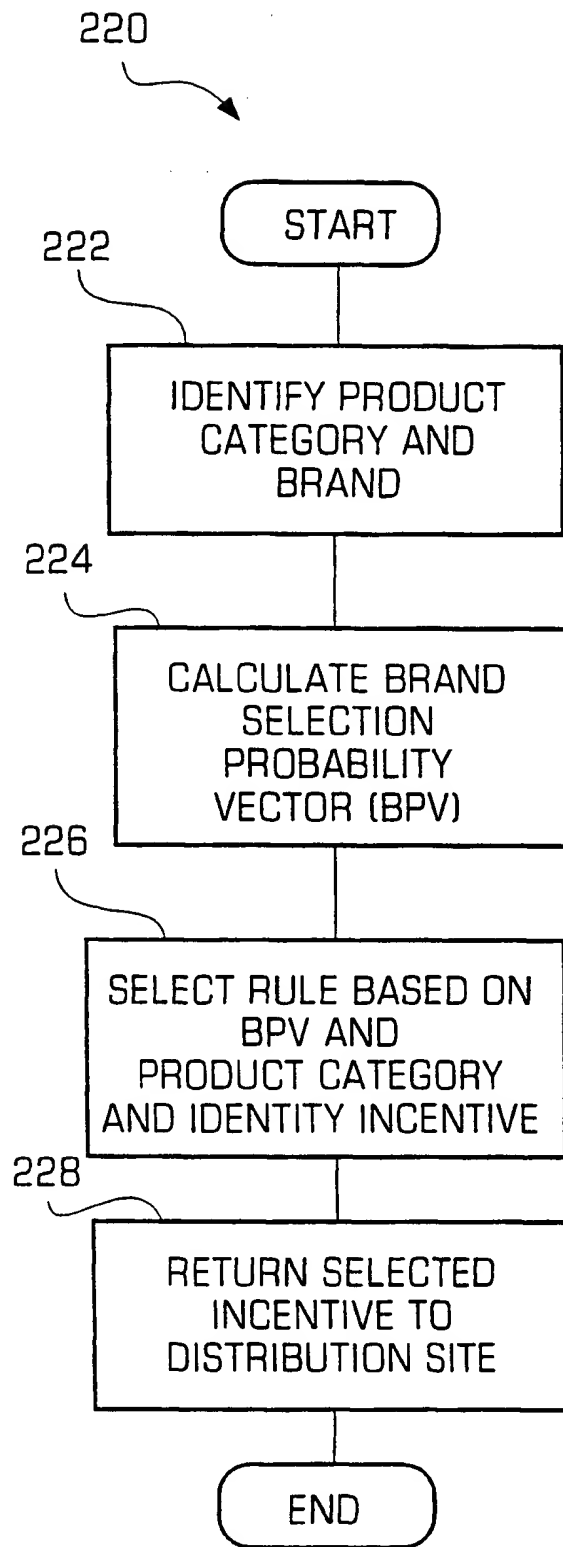 220
START
222
IDENTIFY PRODUCT
CATEGORY AND
BRAND
224
CALCULATE BRAND
SELECTION
PROBABILITY
VECTOR (BPV)
226
SELECT RULE BASED ON
BPV AND
PRODUCT CATEGORY
AND IDENTITY INCENTIVE
228
RETURN SELECTED
INCENTIVE TO
DISTRIBUTION SITE
END